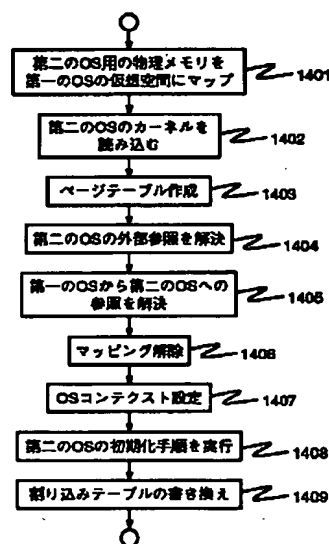 第二のOS用の物理メモリを
第一のOSの仮想空間にマップ
1401
第二のOSのカーネルを
読み込む
1402
ページテーブル作成
1403
第二のOSの外部参照を解決
1404
第一のOSから第二のOSへの
参照を解決
1405
マッピング解除
1406
OSコンテクスト設定
1407
第二のOSの初期化手順を実行
1408
割り込みテーブルの書き換え
1409